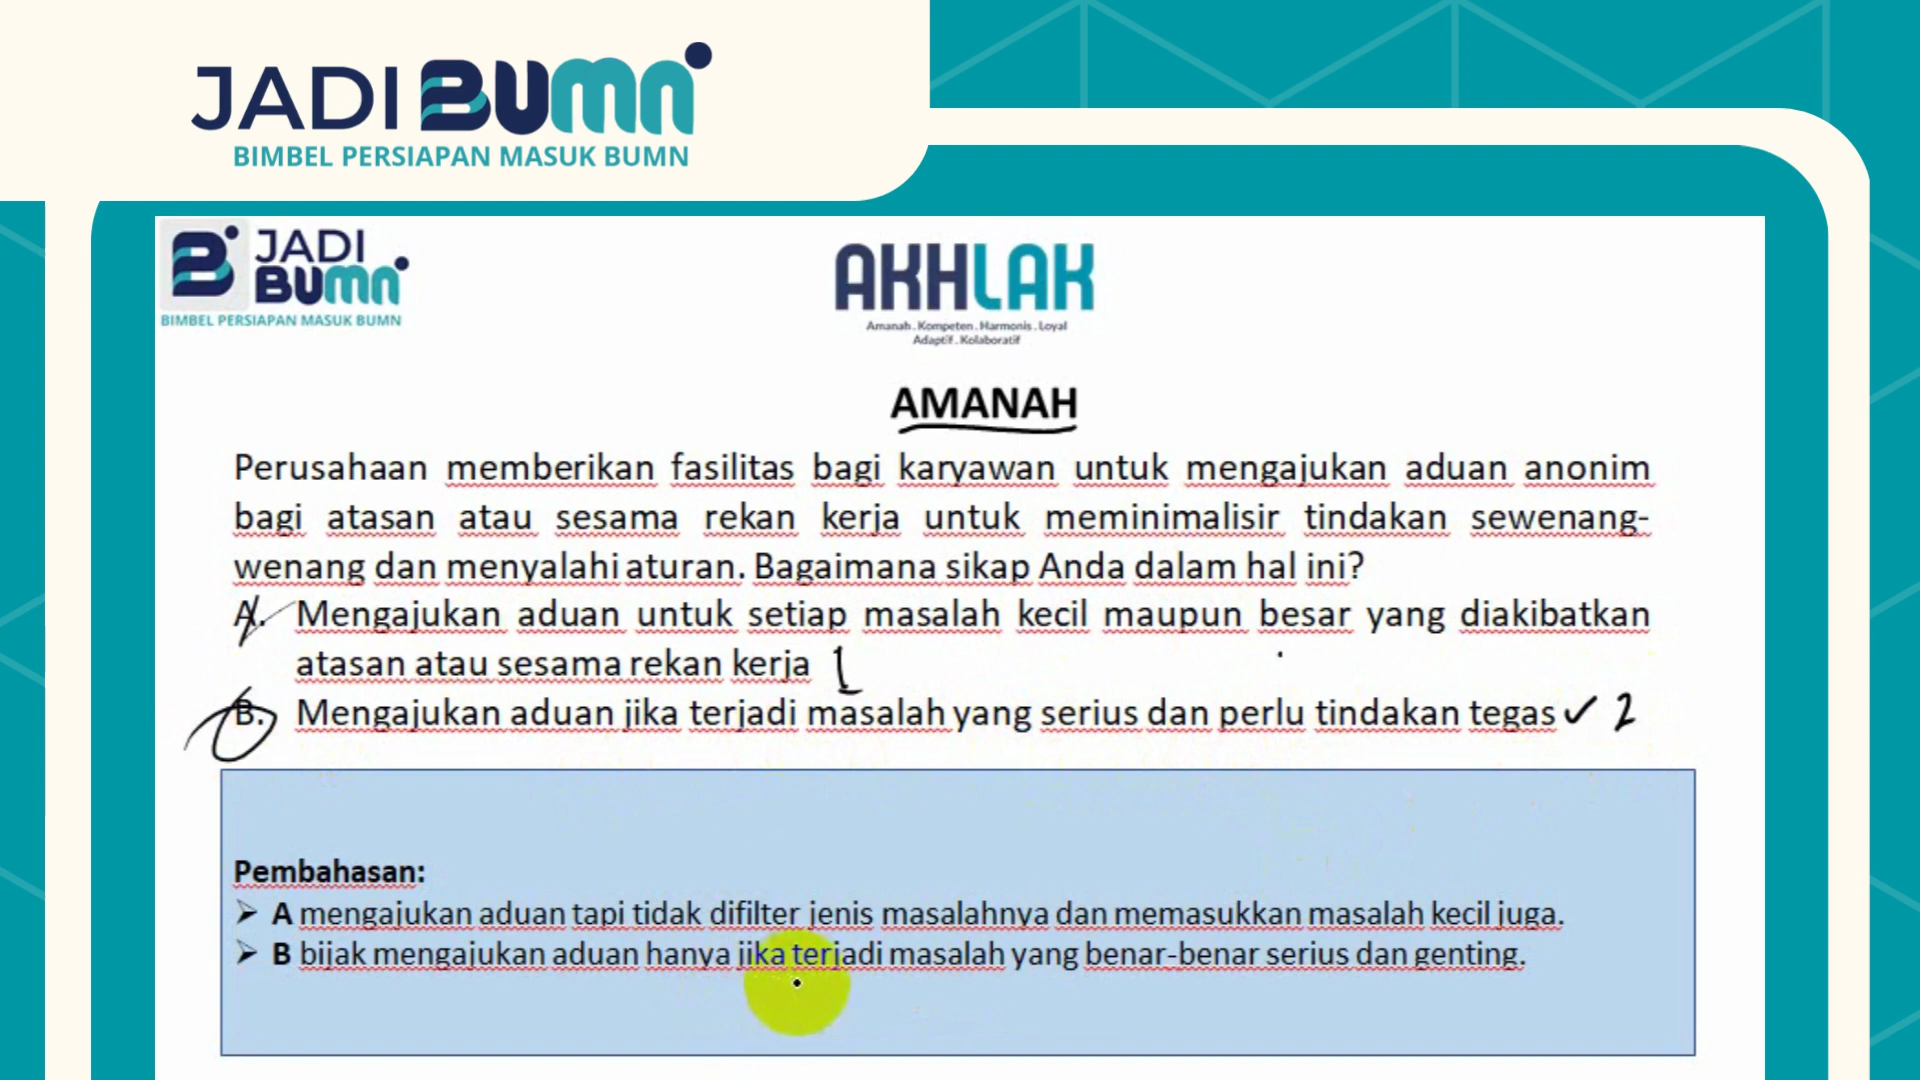 JADI BUMN
BIMBEL PERSIAPAN MASUK BUMN
B JADI
BUMN
BIMBEL PERSIAPAN MASUK BUMN
AKHLAK
Amanah . Kompeten . Harmonis . Loyal
Adaptif . Kolaboratif
AMANAH
Perusahaan memberikan fasilitas bagi karyawan untuk mengajukan aduan anonim
bagi atasan atau sesama rekan kerja untuk meminimalisir tindakan sewenang-
wenang dan menyalahi aturan. Bagaimana sikap Anda dalam hal ini?
A. Mengajukan aduan untuk setiap masalah kecil maupun besar yang diakibatkan
atasan atau sesama rekan kerja 1
B. Mengajukan aduan jika terjadi masalah yang serius dan perlu tindakan tegas ✓ 2
Pembahasan:
➢ A mengajukan aduan tapi tidak difilter jenis masalahnya dan memasukkan masalah kecil juga.
➢ B bijak mengajukan aduan hanya jika terjadi masalah yang benar-benar serius dan genting.